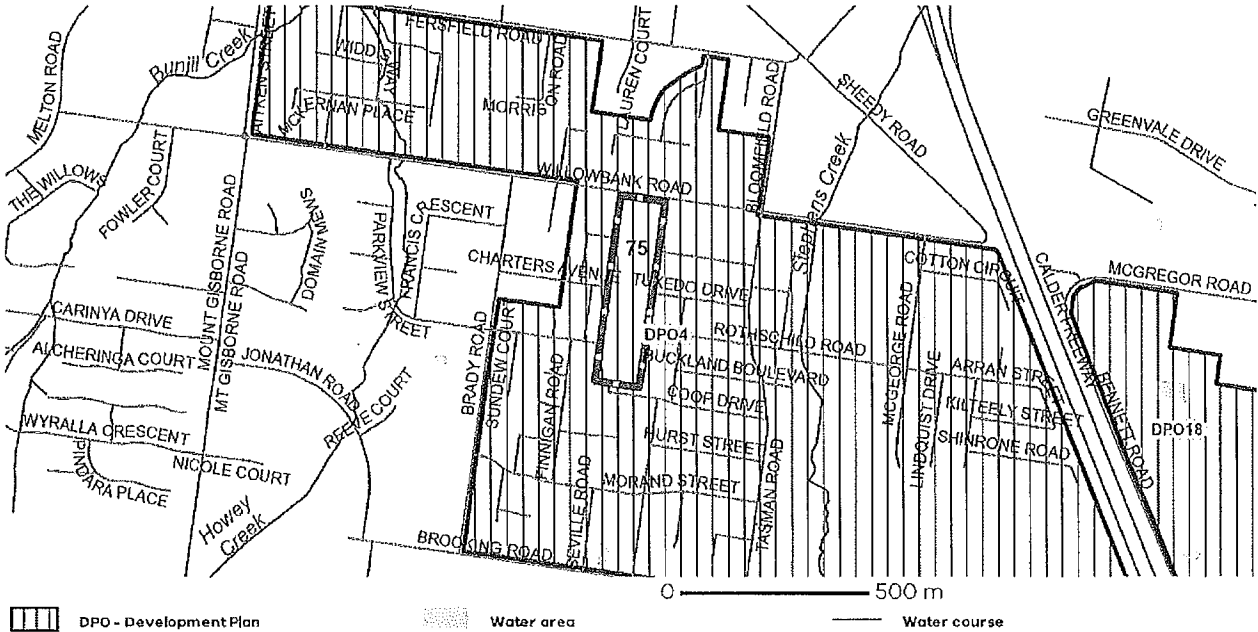 FERSFIELD ROAD
WIDD
S WAY
MCKERNAN PLACE
MORRIS
ON ROAD
LAUREN COURT
BLOOMFIELD ROAD
SHEEDY ROAD
GREENVALE DRIVE
MELTON ROAD
Bunjil Creek
AITKEN STREET
THE WILLOWS
FOWLER COURT
WILLOWBANK ROAD
Stephens Creek
MOUNT GISBORNE ROAD
DOMAIN MEWS
PARKVIEW STREET
FRANCIS CRESCENT
75
CHARTERS AVENUE
TUXEDO DRIVE
COTTON CIRCUIT
CALDER FREEWAY
MCGREGOR ROAD
CARINYA DRIVE
ALCHERINGA COURT
MT GISBORNE ROAD
JONATHAN ROAD
REEVE COURT
BRADY ROAD
SUNDEW COURT
DPO4
ROTHSCHILD ROAD
BUCKLAND BOULEVARD
COOP DRIVE
MCGEORGE ROAD
LINDQUIST DRIVE
ARRAN STREET
KILTEELY STREET
SHINRONE ROAD
BENNETT ROAD
DPO18
WYRALLA CRESCENT
NICOLE COURT
PINDARA PLACE
FINNIGAN ROAD
HURST STREET
MORAND STREET
SEVILLE ROAD
TASMAN ROAD
Howey
Creek
BROOKING ROAD
0 500 m
DPO - Development Plan
Water area
Water course